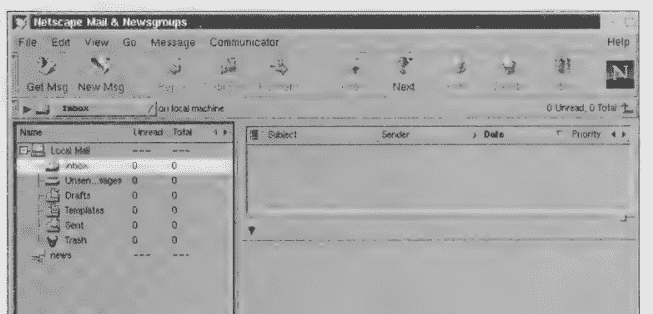 Netscape Mail & Newsgroups
File Edit View Go Message Communicator Help
Get Msg New Msg Next
N
Inbox on local machine 0 Unread, 0 Total
Name Unread Total Subject Sender Date Priority
Local Mail --- ---
Inbox 0 0
Unsen...sages 0 0
Drafts 0 0
Templates 0 0
Sent 0 0
Trash 0 0
news --- ---